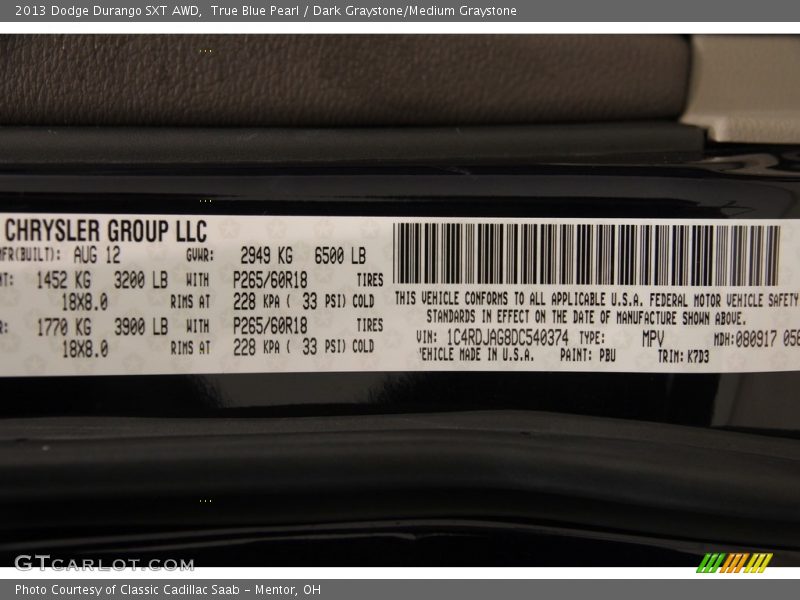 2013 Dodge Durango SXT AWD,  True Blue Pearl / Dark Graystone/Medium Graystone
CHRYSLER GROUP LLC
MFR(BUILT): AUG 12 GVWR: 2949 KG 6500 LB
1452 KG 3200 LB WITH P265/60R18 TIRES
18X8.0 RIMS AT 228 KPA ( 33 PSI) COLD
1770 KG 3900 LB WITH P265/60R18 TIRES
18X8.0 RIMS AT 228 KPA ( 33 PSI) COLD
THIS VEHICLE CONFORMS TO ALL APPLICABLE U.S.A. FEDERAL MOTOR VEHICLE SAFETY
STANDARDS IN EFFECT ON THE DATE OF MANUFACTURE SHOWN ABOVE.
VIN: 1C4RDJAG8DC540374 TYPE: MPV MDH:080917 056
VEHICLE MADE IN U.S.A. PAINT: PBU TRIM: K7D3
GTCARLOT.COM
Photo Courtesy of Classic Cadillac Saab - Mentor, OH